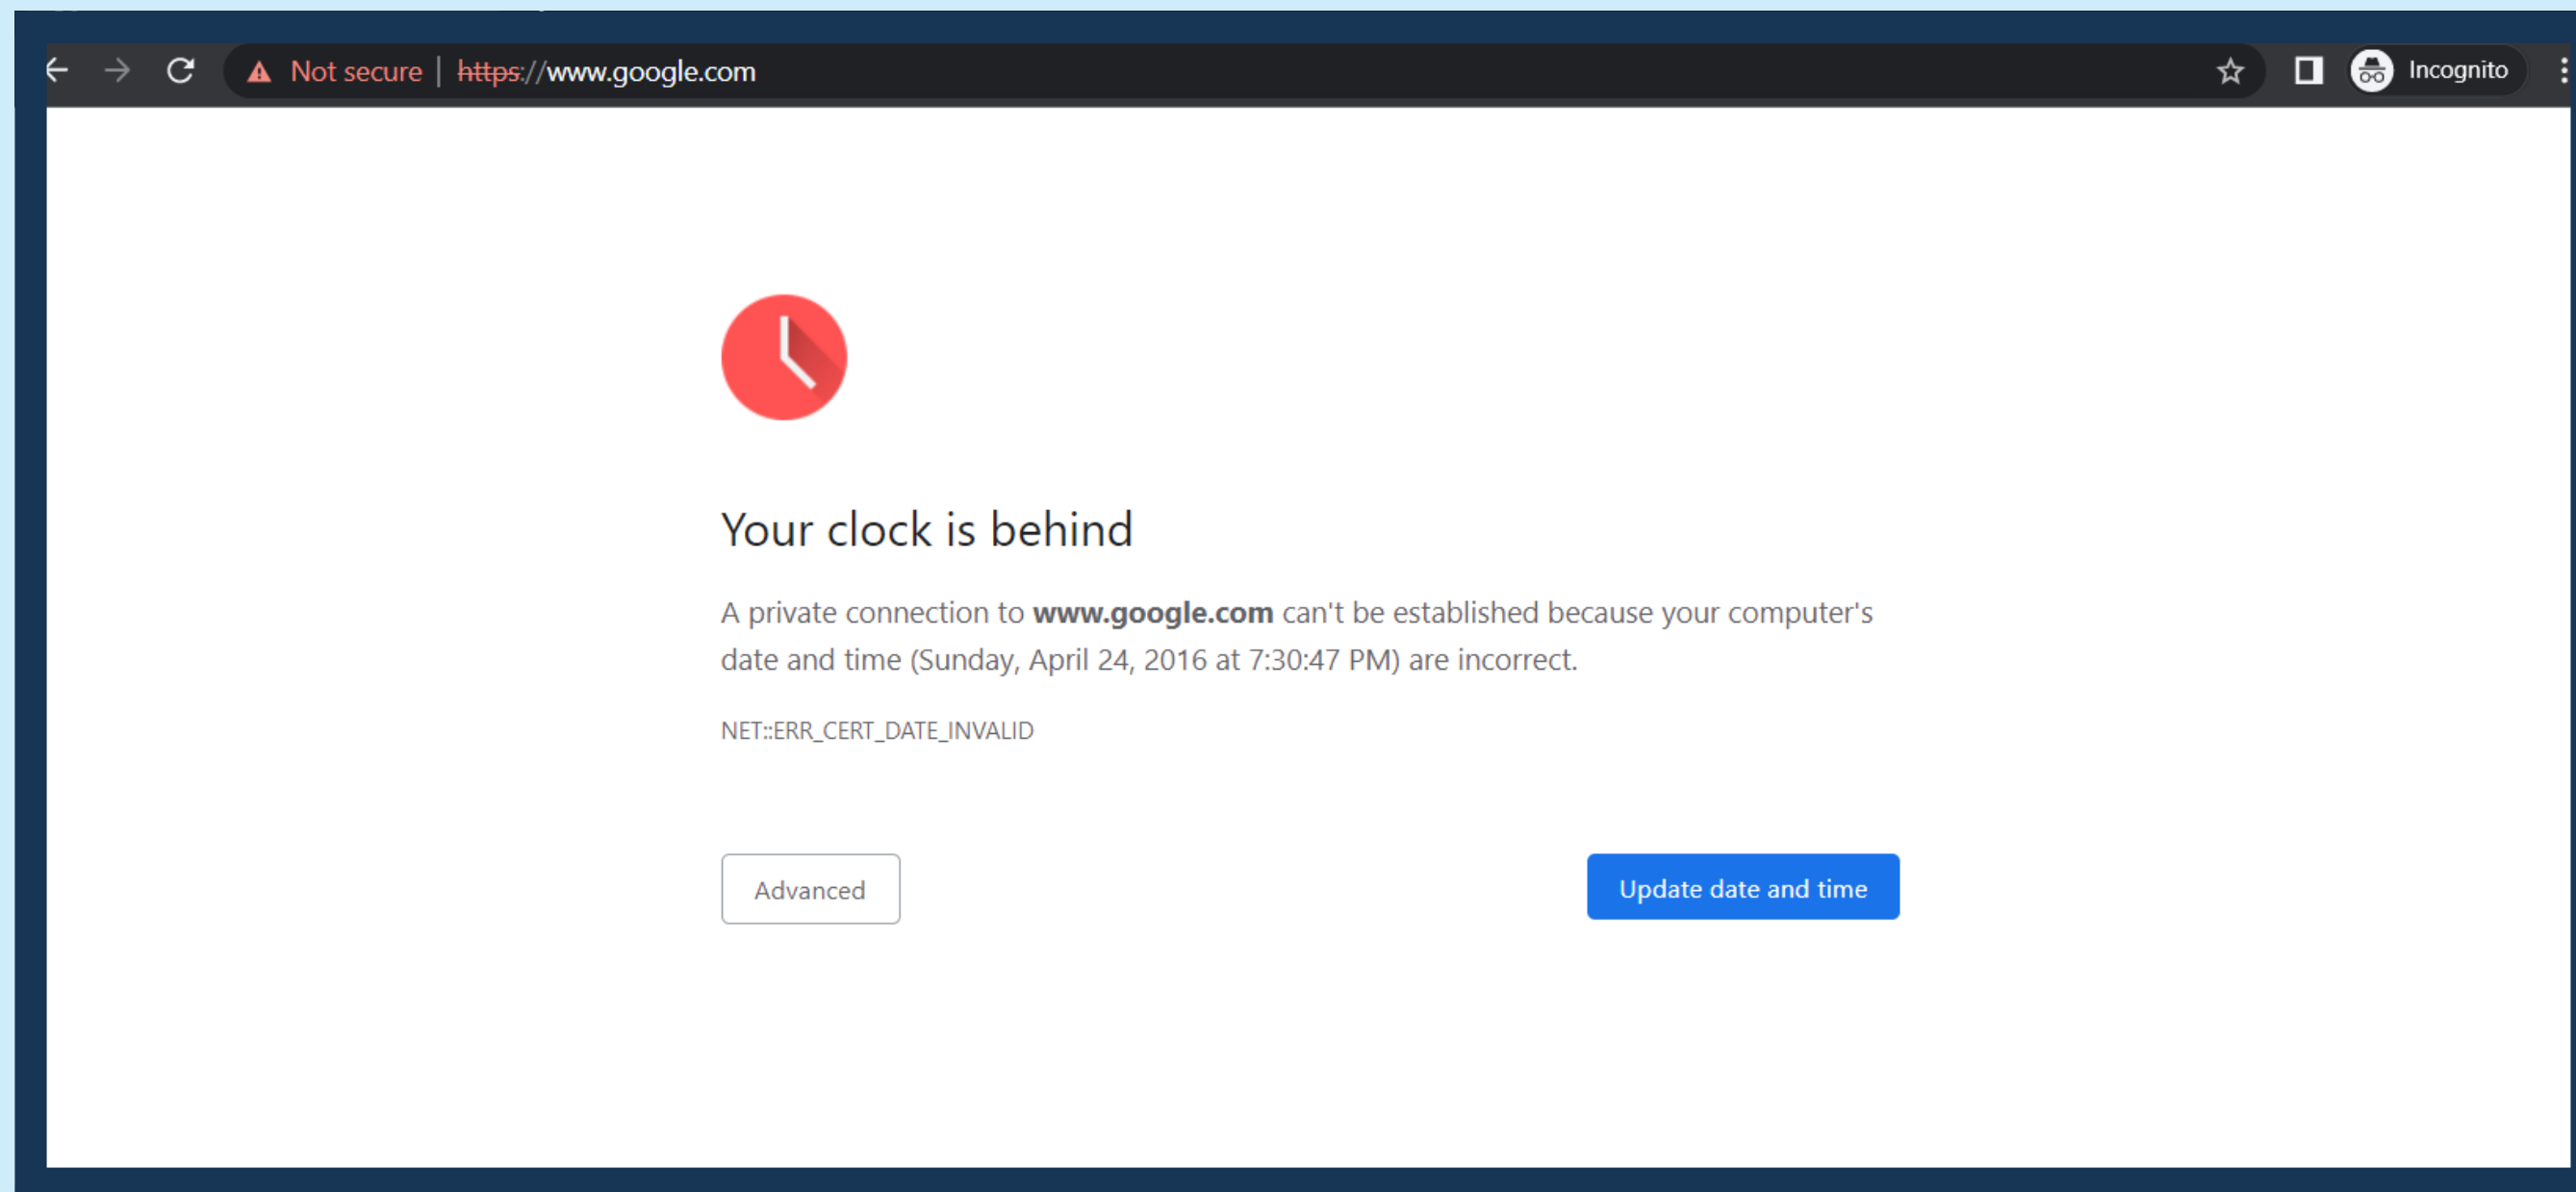 Not secure | https://www.google.com
Incognito
Your clock is behind
A private connection to www.google.com can't be established because your computer's
date and time (Sunday, April 24, 2016 at 7:30:47 PM) are incorrect.
NET::ERR_CERT_DATE_INVALID
Advanced
Update date and time